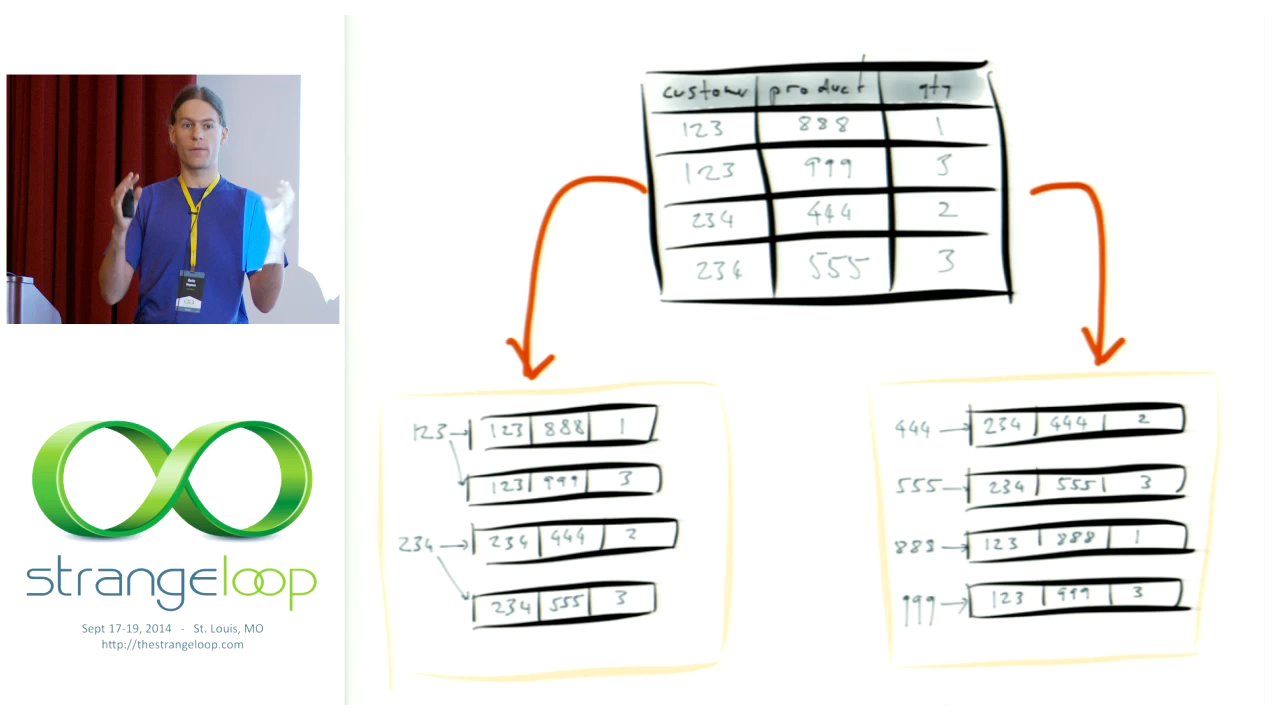 strangeloop
Sept 17-19, 2014 - St. Louis, MO
http://thestrangeloop.com
customer product qty
123 888 1
123 999 3
234 444 2
234 555 3
123 123 888 1
123 999 3
234 234 444 2
234 555 3
444 234 444 2
555 234 555 3
888 123 888 1
999 123 999 3